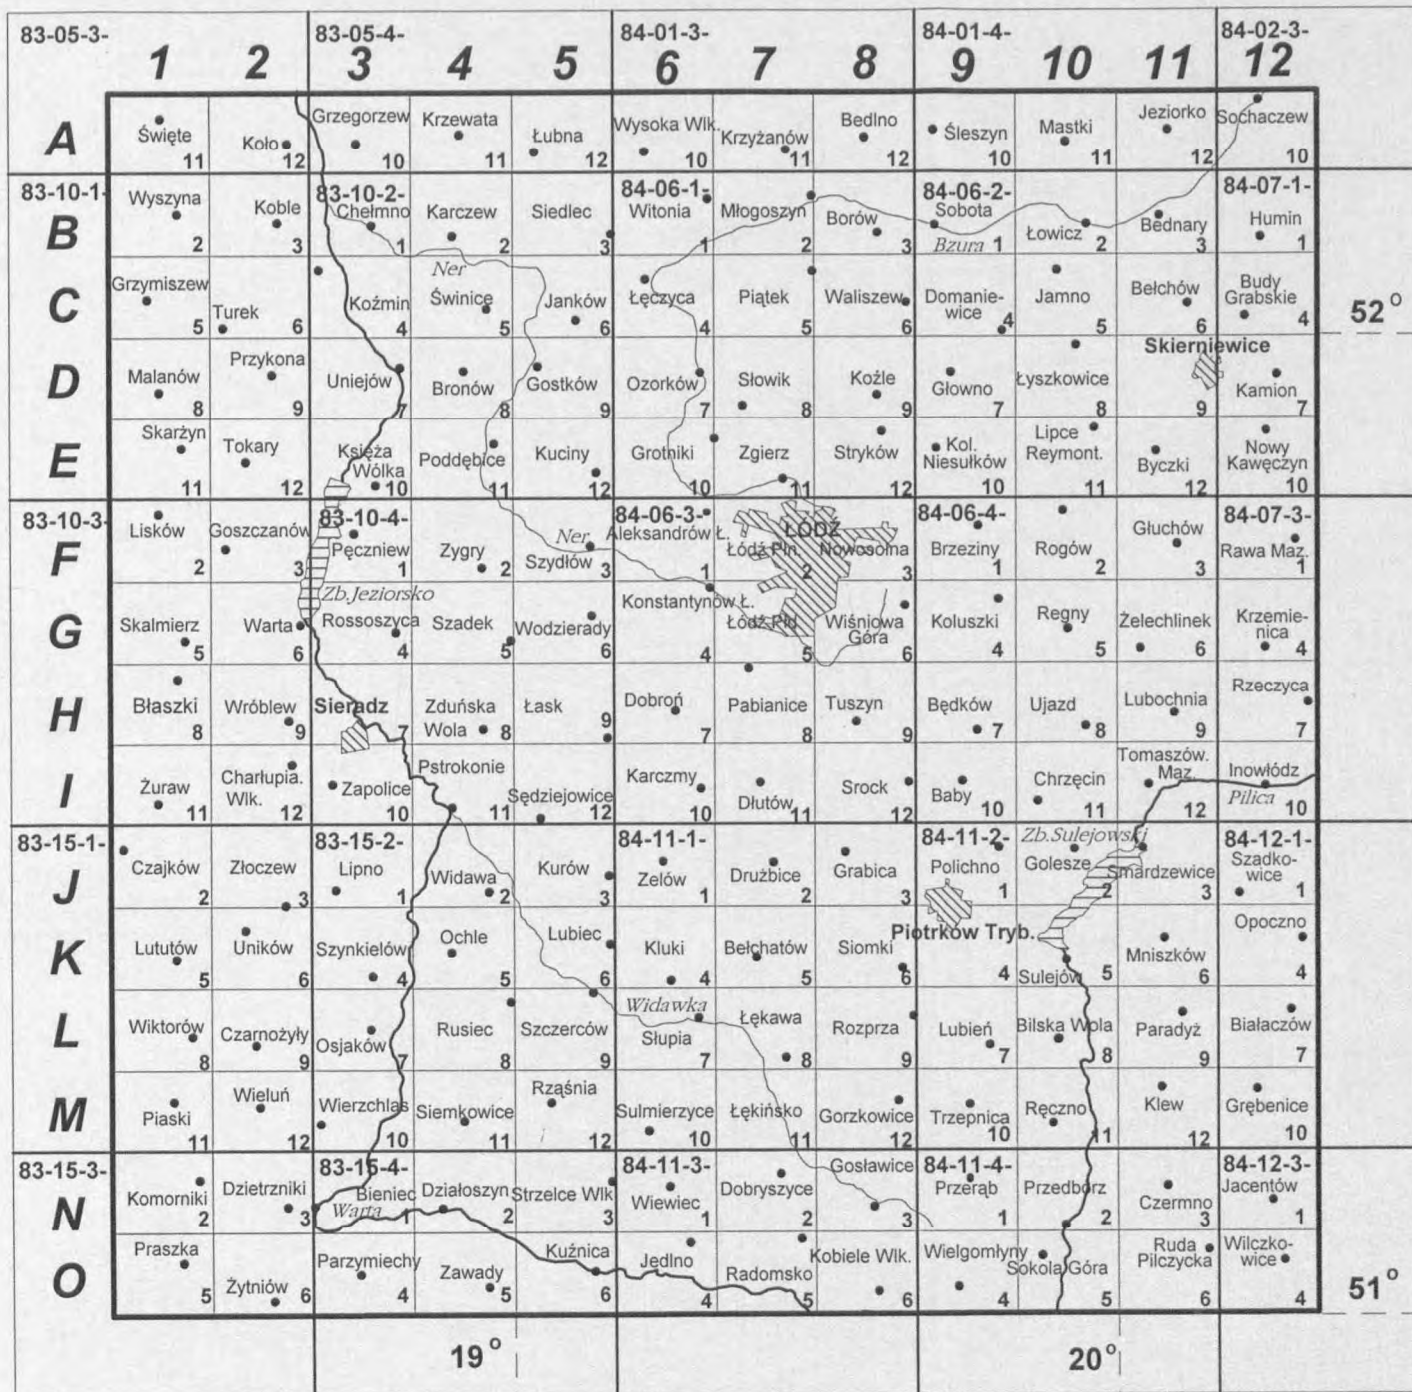 83-05-3- 83-05-4- 84-01-3- 84-01-4- 84-02-3-
1 2 3 4 5 6 7 8 9 10 11 12
A
Święte 11
Koło 12
Grzegorzew 10
Krzewata 11
Łubna 12
Wysoka Wlk. 10
Krzyżanów 11
Bedlno 12
Śleszyn 10
Mastki 11
Jeziorko 12
Sochaczew 10
83-10-1- 83-10-2- 84-06-1- 84-06-2- 84-07-1-
B
Wyszyna 2
Koble 3
Chełmno 1
Karczew 2
Siedlec 3
Witonia 1
Młogoszyn 2
Borów 3
Sobota 1
Bzura
Łowicz 2
Bednary 3
Humin 1
C
Grzymiszew 5
Turek 6
Koźmin 4
Ner
Świnice 5
Janków 6
Łęczyca 4
Piątek 5
Waliszew 6
Domanie-
wice 4
Jamno 5
Bełchów 6
Budy
Grabskie 4
52°
D
Malanów 8
Przykona 9
Uniejów 7
Bronów 8
Gostków 9
Ozorków 7
Słowik 8
Koźle 9
Głowno 7
Łyszkowice 8
Skierniewice 9
Kamion 7
E
Skarżyn 11
Tokary 12
Księża
Wólka 10
Poddębice 11
Kuciny 12
Grotniki 10
Zgierz 11
Stryków 12
Kol.
Niesułków 10
Lipce
Reymont. 11
Byczki 12
Nowy
Kawęczyn 10
83-10-3- 83-10-4- 84-06-3- 84-06-4- 84-07-3-
F
Lisków 2
Goszczanów 3
Pęczniew 1
Zygry 2
Ner
Szydłów 3
Aleksandrów Ł. 1
ŁÓDŹ
Łódź Płn. 2
Nowosolna 3
Brzeziny 1
Rogów 2
Głuchów 3
Rawa Maz. 1
G
Skalmierz 5
Warta 6
Zb.Jeziorsko
Rossoszyca 4
Szadek 5
Wodzierady 6
Konstantynów Ł. 4
Łódź Płd. 5
Wiśniowa
Góra 6
Koluszki 4
Regny 5
Żelechlinek 6
Krzemie-
nica 4
H
Błaszki 8
Wróblew 9
Sieradz 7
Zduńska
Wola 8
Łask 9
Dobroń 7
Pabianice 8
Tuszyn 9
Będków 7
Ujazd 8
Lubochnia 9
Rzeczyca 7
I
Żuraw 11
Charłupia.
Wlk. 12
Zapolice 10
Pstrokonie 11
Sędziejowice 12
Karczmy 10
Dłutów 11
Srock 12
Baby 10
Chrzęcin 11
Tomaszów.
Maz. 12
Inowłódz
Pilica 10
83-15-1- 83-15-2- 84-11-1- 84-11-2- 84-12-1-
J
Czajków 2
Złoczew 3
Lipno 1
Widawa 2
Kurów 3
Zelów 1
Drużbice 2
Grabica 3
Polichno 1
Zb.Sulejowski
Golesze 2
Smardzewice 3
Szadko-
wice 1
K
Lututów 5
Uników 6
Szynkielów 4
Ochle 5
Lubiec 6
Kluki 4
Bełchatów 5
Siomki 6
Piotrków Tryb. 4
Sulejów 5
Mniszków 6
Opoczno 4
L
Wiktorów 8
Czarnożyły 9
Osjaków 7
Rusiec 8
Szczerców 9
Widawka
Słupia 7
Łękawa 8
Rozprza 9
Lubień 7
Bilska Wola 8
Paradyż 9
Białaczów 7
M
Piaski 11
Wieluń 12
Wierzchlas 10
Siemkowice 11
Rząśnia 12
Sulmierzyce 10
Łękińsko 11
Gorzkowice 12
Trzepnica 10
Ręczno 11
Klew 12
Grębenice 10
83-15-3- 83-15-4- 84-11-3- 84-11-4- 84-12-3-
N
Komorniki 2
Dzietrzniki 3
Bieniec
Warta 1
Działoszyn 2
Strzelce Wlk 3
Wiewiec 1
Dobryszyce 2
Gosławice 3
Przerąb 1
Przedbórz 2
Czermno 3
Jacentów 1
O
Praszka 5
Żytniów 6
Parzymiechy 4
Zawady 5
Kuźnica 6
Jedlno 4
Radomsko 5
Kobiele Wlk. 6
Wielgomłyny 4
Sokola Góra 5
Ruda
Pilczycka 6
Wilczko-
wice 4
51°
19° 20°